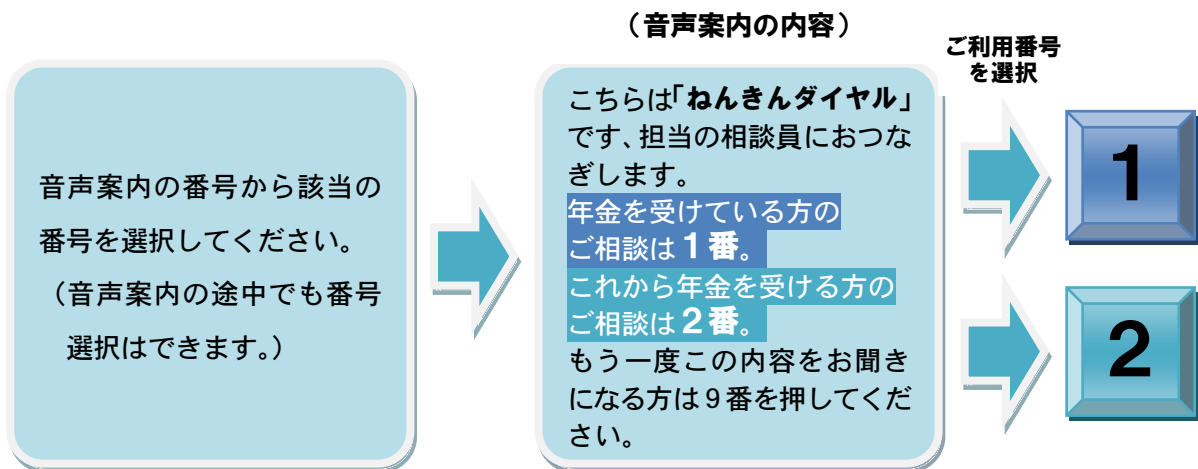 (音声案内の内容)
ご利用番号
を選択
音声案内の番号から該当の
番号を選択してください。
(音声案内の途中でも番号
選択はできます。)
こちらは「ねんきんダイヤル」
です、担当の相談員におつな
ぎします。
年金を受けている方の
ご相談は1番。
これから年金を受ける方の
ご相談は2番。
もう一度この内容をお聞き
になる方は9番を押してくだ
さい。
1
2